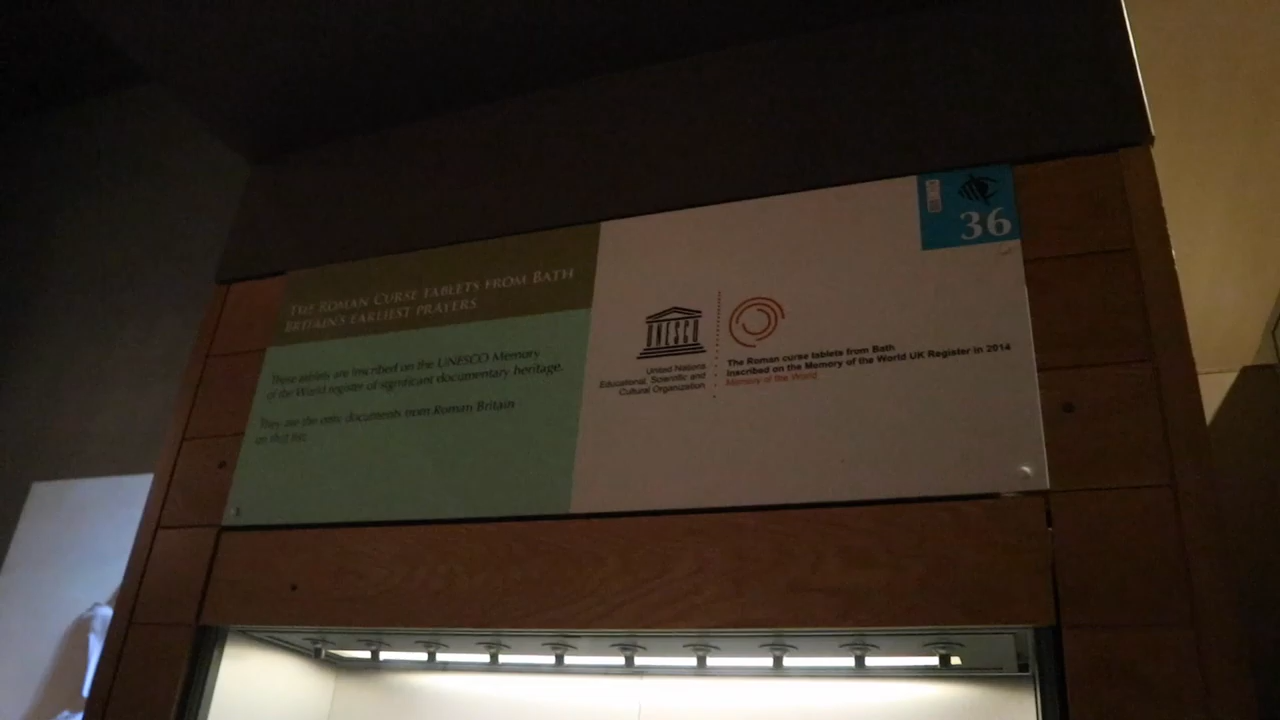 THE ROMAN CURSE TABLETS FROM BATH
BRITAIN'S EARLIEST PRAYERS
These tablets are inscribed on the UNESCO Memory
of the World register of significant documentary heritage.
They are the only documents from Roman Britain
on that list.
UNESCO
United Nations
Educational, Scientific and
Cultural Organization
The Roman curse tablets from Bath
Inscribed on the Memory of the World UK Register in 2014
Memory of the World
36